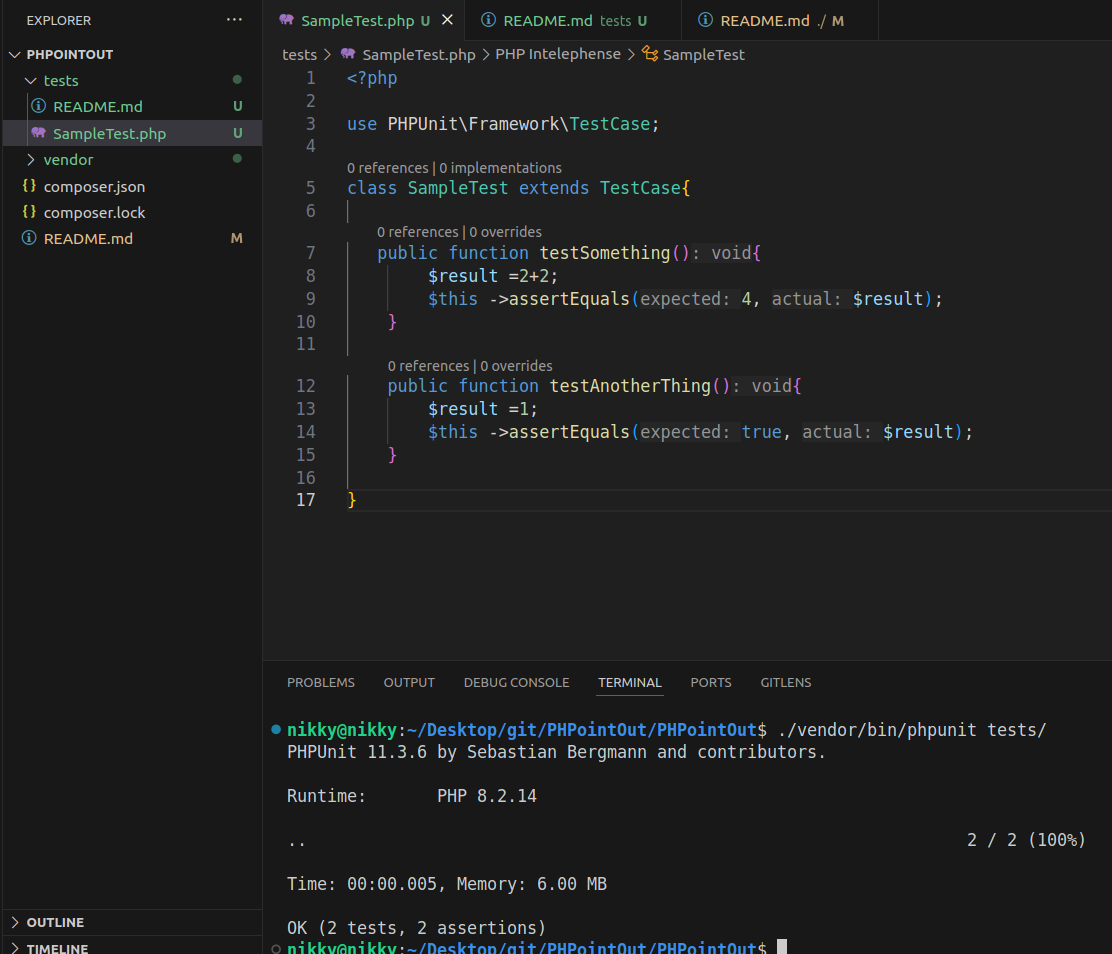 EXPLORER ...
PHPOINTOUT
tests
README.md U
SampleTest.php U
vendor
{} composer.json
{} composer.lock
README.md M
OUTLINE
TIMELINE
SampleTest.php U × README.md tests U README.md ./ M
tests > SampleTest.php > PHP Intelephense > SampleTest
1 <?php
2
3 use PHPUnit\Framework\TestCase;
4
0 references | 0 implementations
5 class SampleTest extends TestCase{
6
0 references | 0 overrides
7 public function testSomething(): void{
8 $result =2+2;
9 $this ->assertEquals(expected: 4, actual: $result);
10 }
11
0 references | 0 overrides
12 public function testAnotherThing(): void{
13 $result =1;
14 $this ->assertEquals(expected: true, actual: $result);
15 }
16
17 }
PROBLEMS OUTPUT DEBUG CONSOLE TERMINAL PORTS GITLENS
nikky@nikky:~/Desktop/git/PHPointOut/PHPointOut$ ./vendor/bin/phpunit tests/
PHPUnit 11.3.6 by Sebastian Bergmann and contributors.
Runtime: PHP 8.2.14
.. 2 / 2 (100%)
Time: 00:00.005, Memory: 6.00 MB
OK (2 tests, 2 assertions)
nikky@nikky:~/Desktop/git/PHPointOut/PHPointOut$